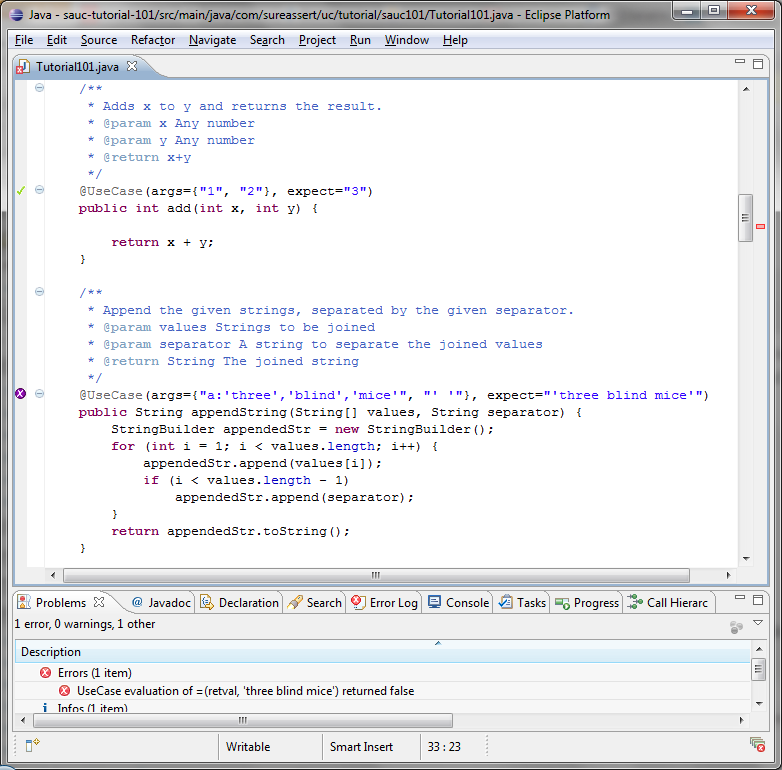 Java - sauc-tutorial-101/src/main/java/com/sureassert/uc/tutorial/sauc101/Tutorial101.java - Eclipse Platform
File Edit Source Refactor Navigate Search Project Run Window Help
Tutorial101.java
/**
* Adds x to y and returns the result.
* @param x Any number
* @param y Any number
* @return x+y
*/
@UseCase(args={"1", "2"}, expect="3")
public int add(int x, int y) {
return x + y;
}
/**
* Append the given strings, separated by the given separator.
* @param values Strings to be joined
* @param separator A string to separate the joined values
* @return String The joined string
*/
@UseCase(args={"a:'three','blind','mice'", "' '"}, expect="'three blind mice'")
public String appendString(String[] values, String separator) {
StringBuilder appendedStr = new StringBuilder();
for (int i = 1; i < values.length; i++) {
appendedStr.append(values[i]);
if (i < values.length - 1)
appendedStr.append(separator);
}
return appendedStr.toString();
}
Problems @ Javadoc Declaration Search Error Log Console Tasks Progress Call Hierarc
1 error, 0 warnings, 1 other
Description
Errors (1 item)
UseCase evaluation of =(retval, 'three blind mice') returned false
Infos (1 item)
Writable Smart Insert 33 : 23